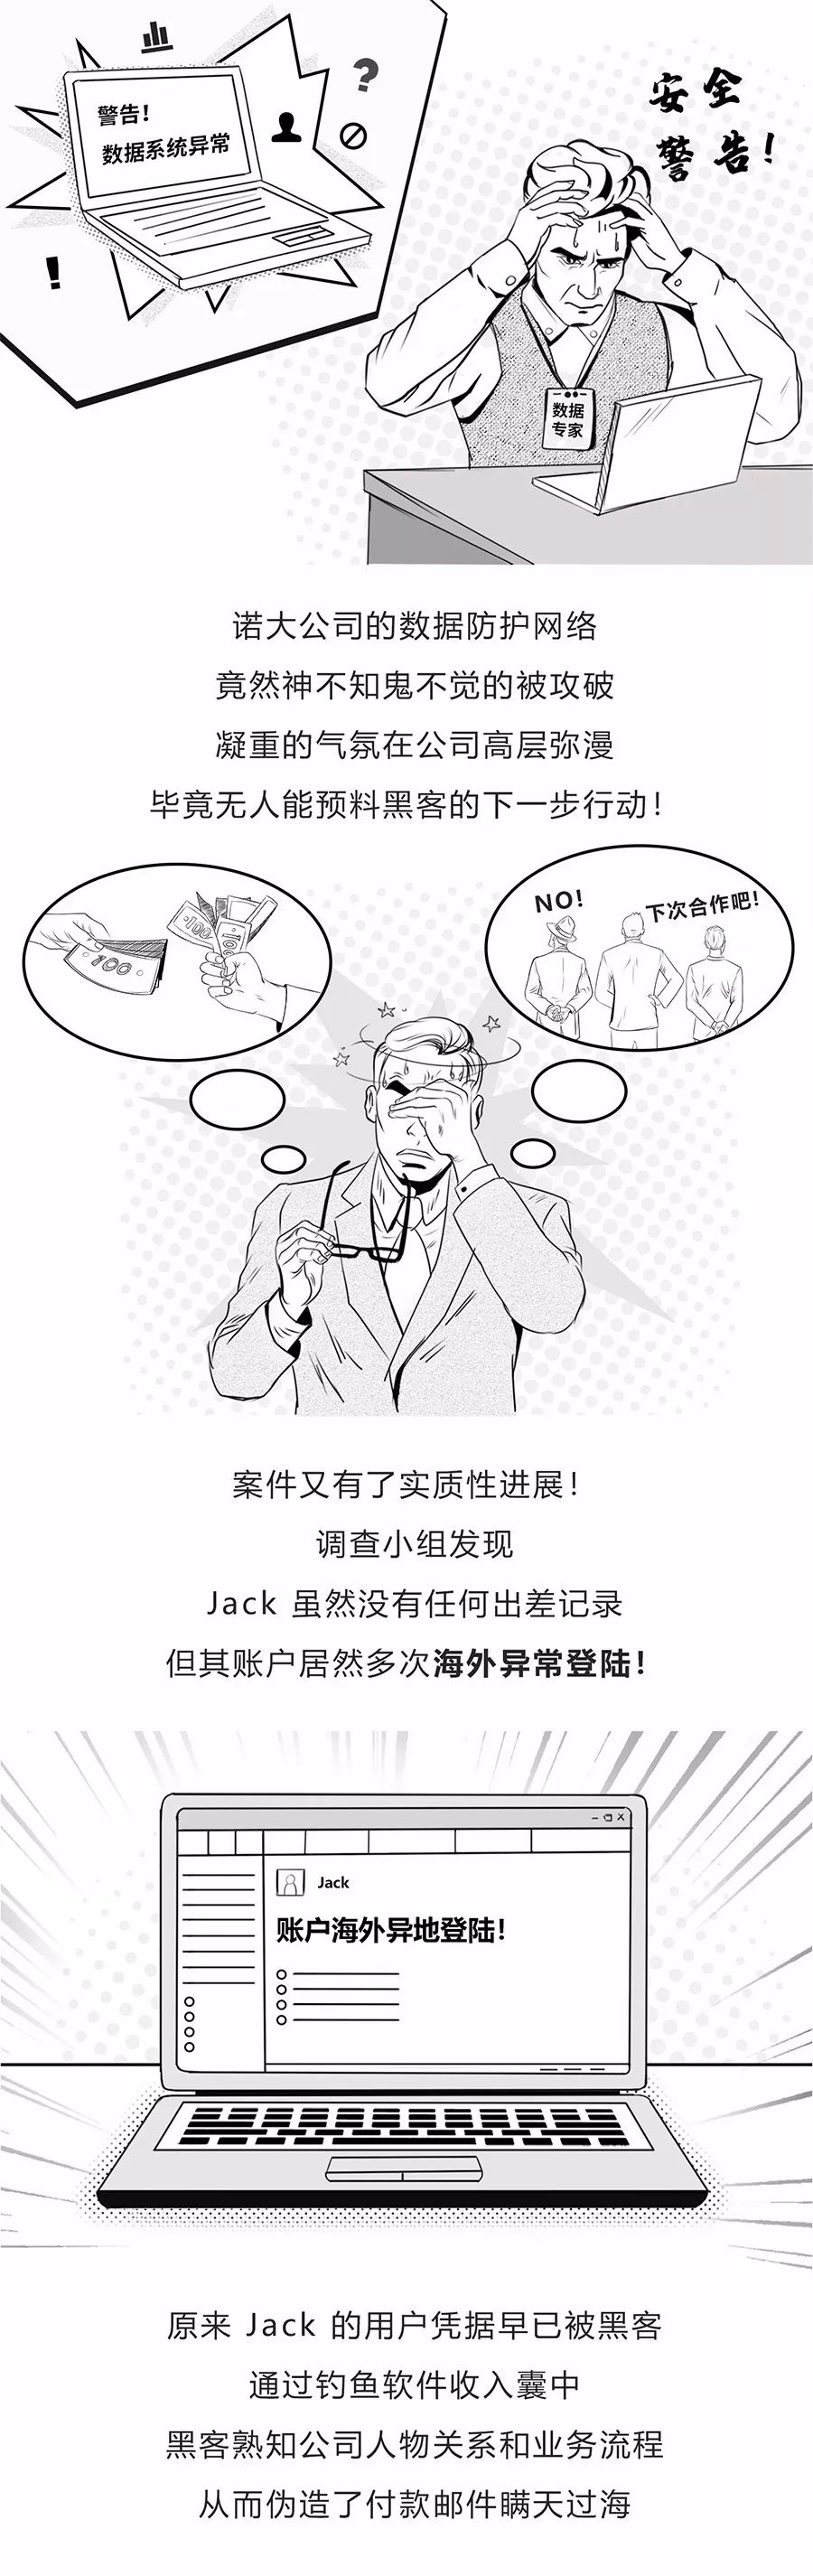 警告！
数据系统异常
安全
警告！
数据
专家
诺大公司的数据防护网络
竟然神不知鬼不觉的被攻破
凝重的气氛在公司高层弥漫
毕竟无人能预料黑客的下一步行动！
100
100
100
NO!
下次合作吧！
案件又有了实质性进展！
调查小组发现
Jack 虽然没有任何出差记录
但其账户居然多次海外异常登陆！
Jack
账户海外异地登陆！
原来 Jack 的用户凭据早已被黑客
通过钓鱼软件收入囊中
黑客熟知公司人物关系和业务流程
从而伪造了付款邮件瞒天过海